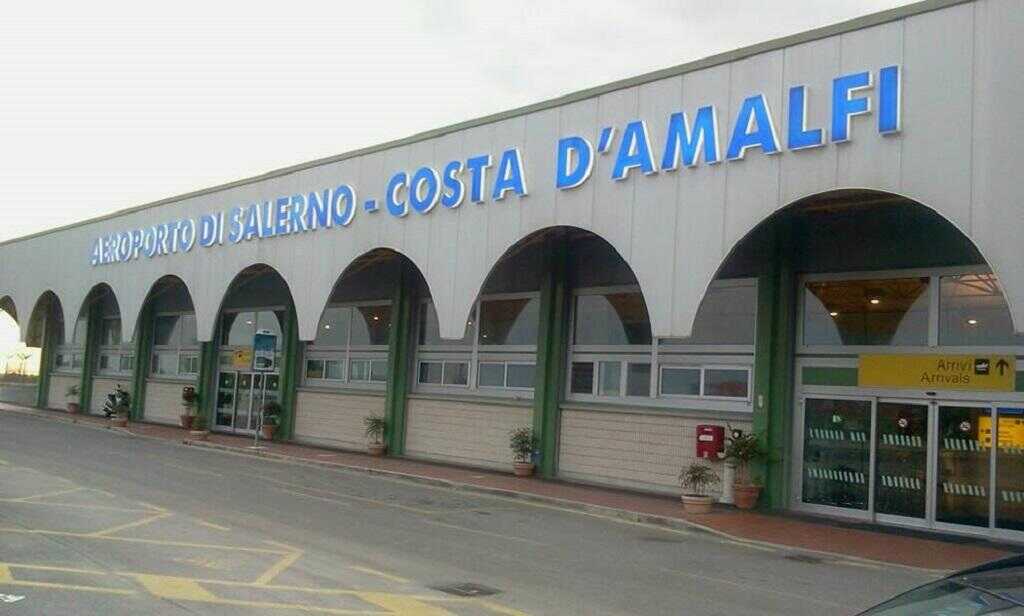 AEROPORTO DI SALERNO - COSTA D'AMALFI
Arrivi
Arrivals